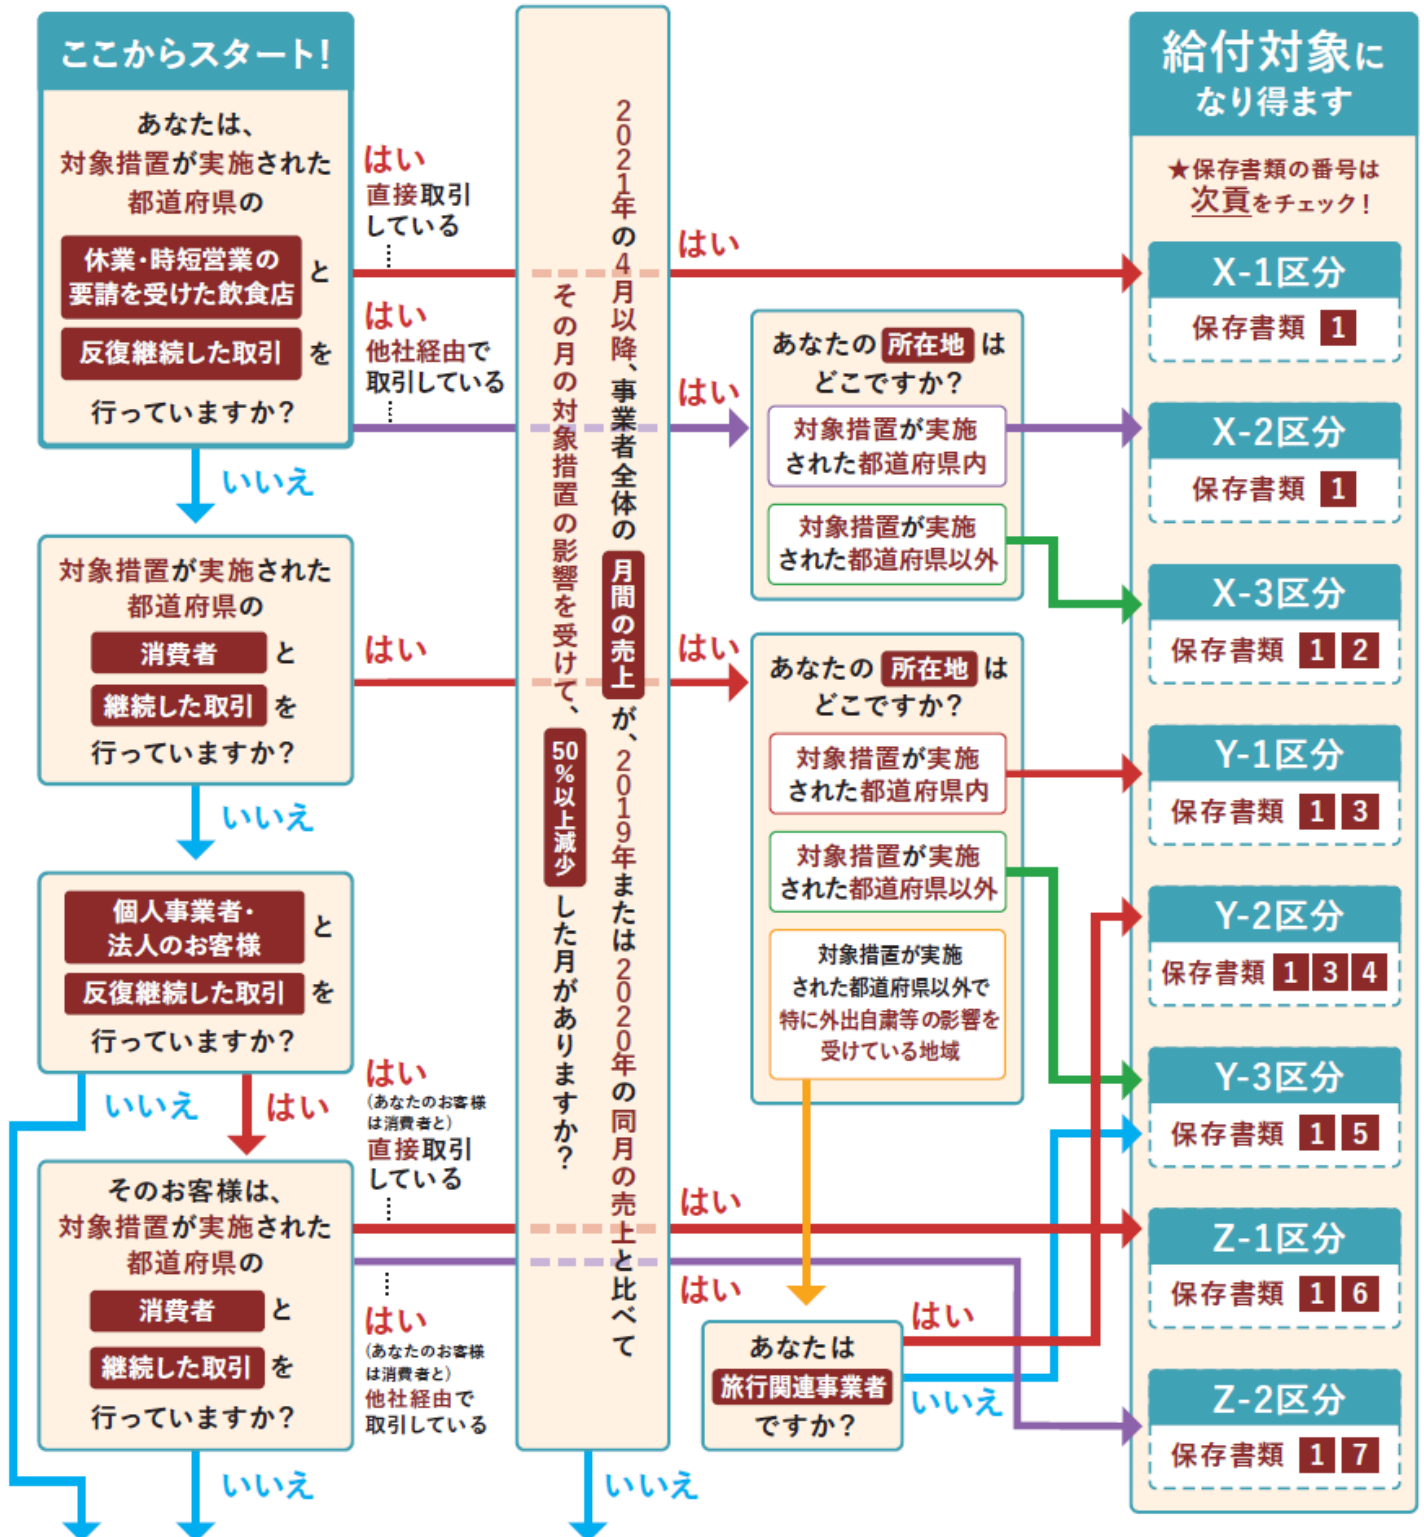 ここからスタート!
あなたは、
対象措置が実施された
都道府県の
休業・時短営業の
要請を受けた飲食店 と
反復継続した取引 を
行っていますか?
はい
直接取引
している
はい
他社経由で
取引している
いいえ
対象措置が実施された
都道府県の
消費者 と
継続した取引 を
行っていますか?
はい
いいえ
個人事業者・
法人のお客様 と
反復継続した取引 を
行っていますか?
いいえ
はい
そのお客様は、
対象措置が実施された
都道府県の
消費者 と
継続した取引 を
行っていますか?
はい
(あなたのお客様
は消費者と)
直接取引
している
はい
(あなたのお客様
は消費者と)
他社経由で
取引している
いいえ
2021年の4月以降、事業者全体の月間の売上が、2019年または2020年の同月の売上と比べて
その月の対象措置の影響を受けて、50%以上減少した月がありますか?
いいえ
はい
はい
あなたの 所在地 は
どこですか?
対象措置が実施
された都道府県内
対象措置が実施
された都道府県以外
はい
あなたの 所在地 は
どこですか?
対象措置が実施
された都道府県内
対象措置が実施
された都道府県以外
対象措置が実施
された都道府県以外で
特に外出自粛等の影響を
受けている地域
はい
はい
あなたは
旅行関連事業者
ですか?
はい
いいえ
給付対象に
なり得ます
★保存書類の番号は
次頁をチェック!
X-1区分
保存書類 1
X-2区分
保存書類 1
X-3区分
保存書類 1 2
Y-1区分
保存書類 1 3
Y-2区分
保存書類 1 3 4
Y-3区分
保存書類 1 5
Z-1区分
保存書類 1 6
Z-2区分
保存書類 1 7